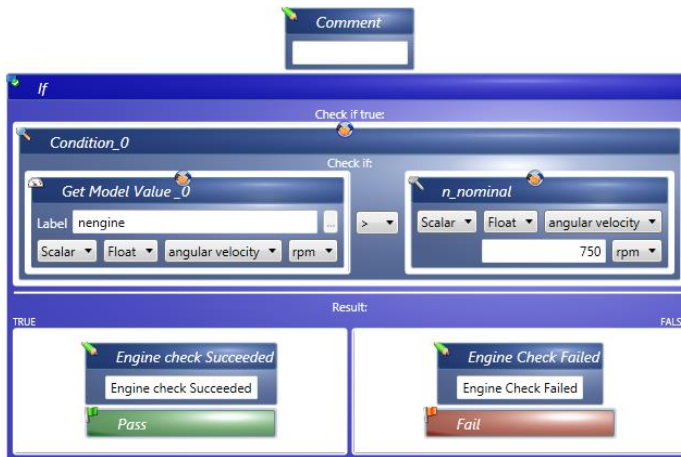 Comment
If
Check if true:
Condition_0
Check if:
Get Model Value _0
n_nominal
Label nengine ... >
Scalar Float angular velocity
Scalar Float angular velocity rpm
750 rpm
Result:
TRUE
FALS
Engine check Succeeded
Engine Check Failed
Engine check Succeeded
Engine Check Failed
Pass
Fail